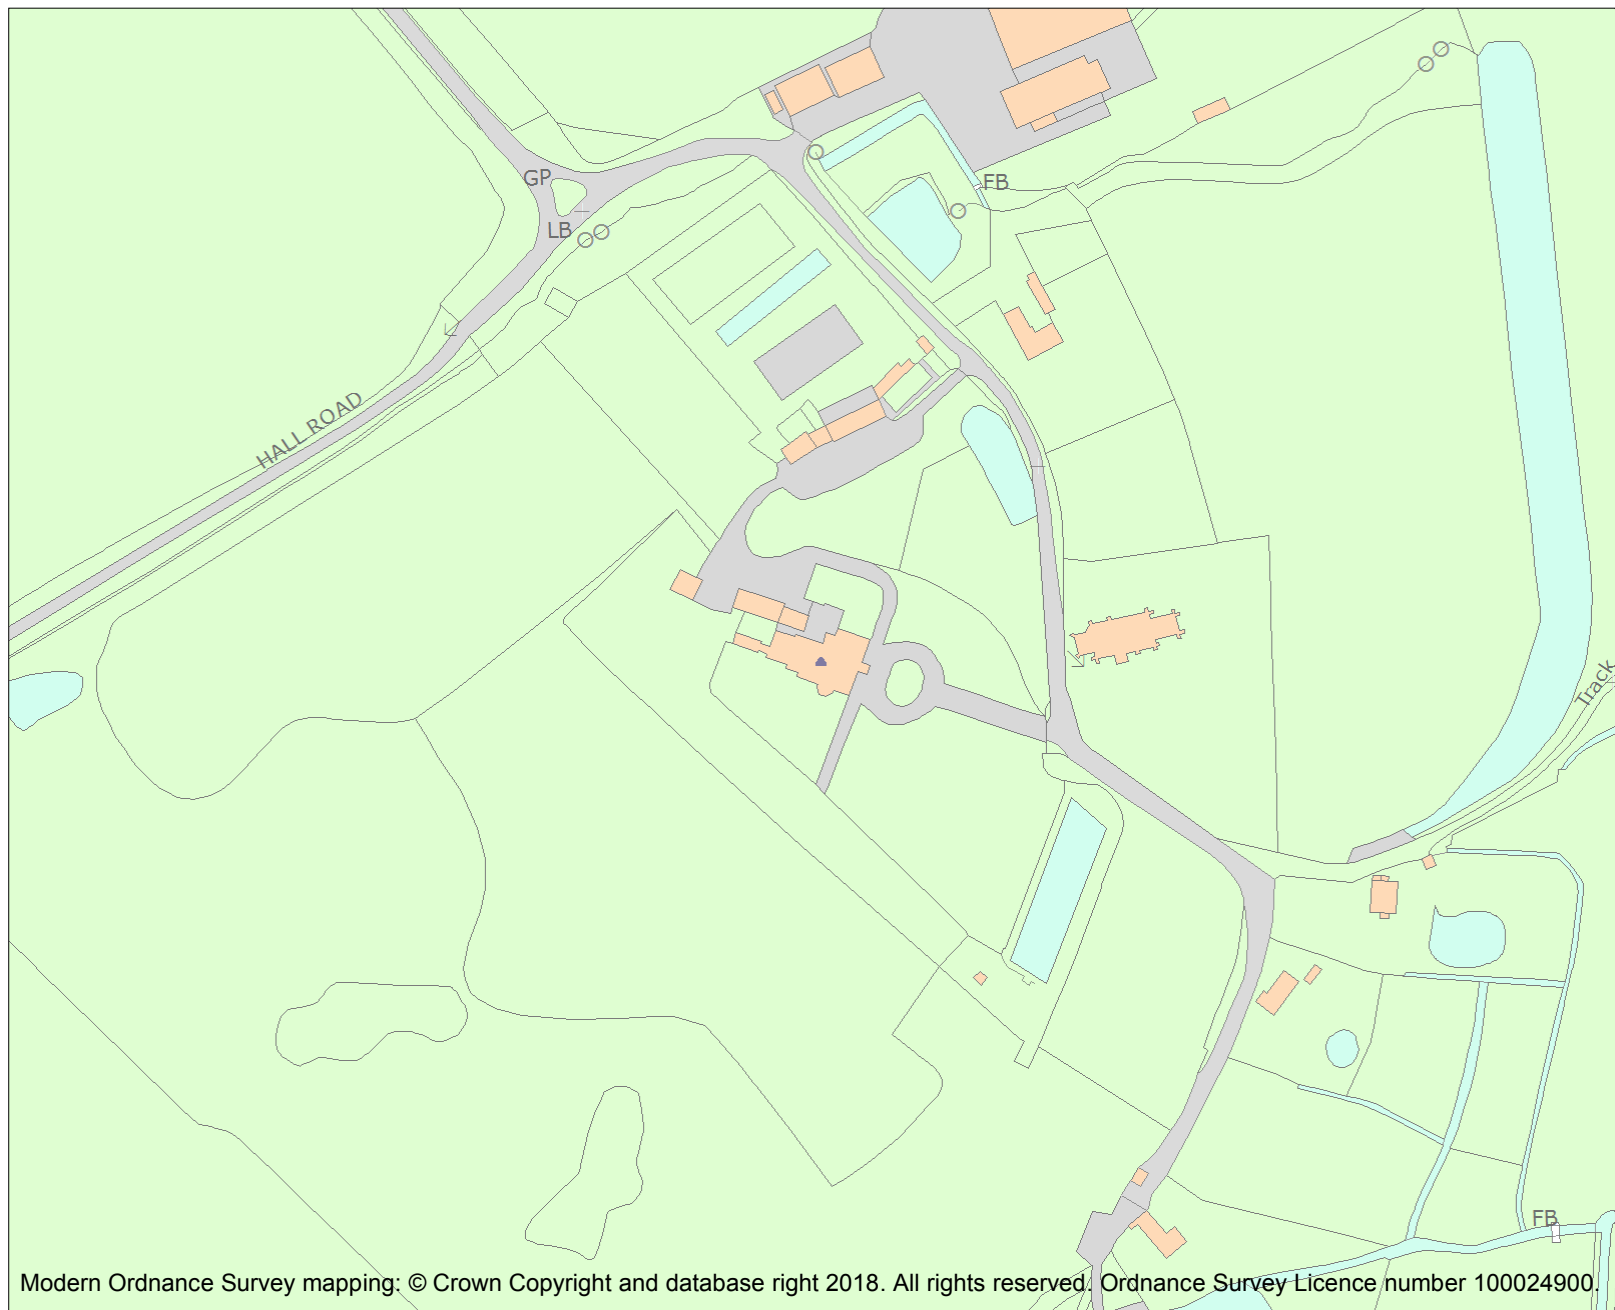 GP
FB
LB
HALL ROAD
Track
FB
Modern Ordnance Survey mapping: © Crown Copyright and database right 2018. All rights reserved. Ordnance Survey Licence number 100024900.